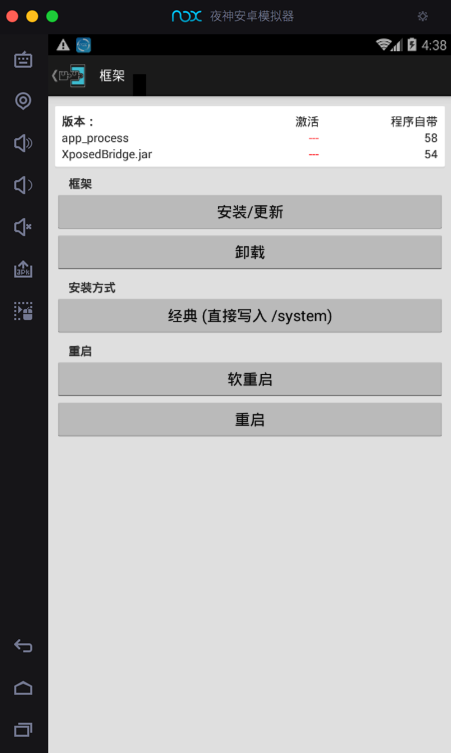 nox 夜神安卓模拟器
4:38
框架
版本： 激活 程序自带
app_process --- 58
XposedBridge.jar --- 54
框架
安装/更新
卸载
安装方式
经典 (直接写入 /system)
重启
软重启
重启